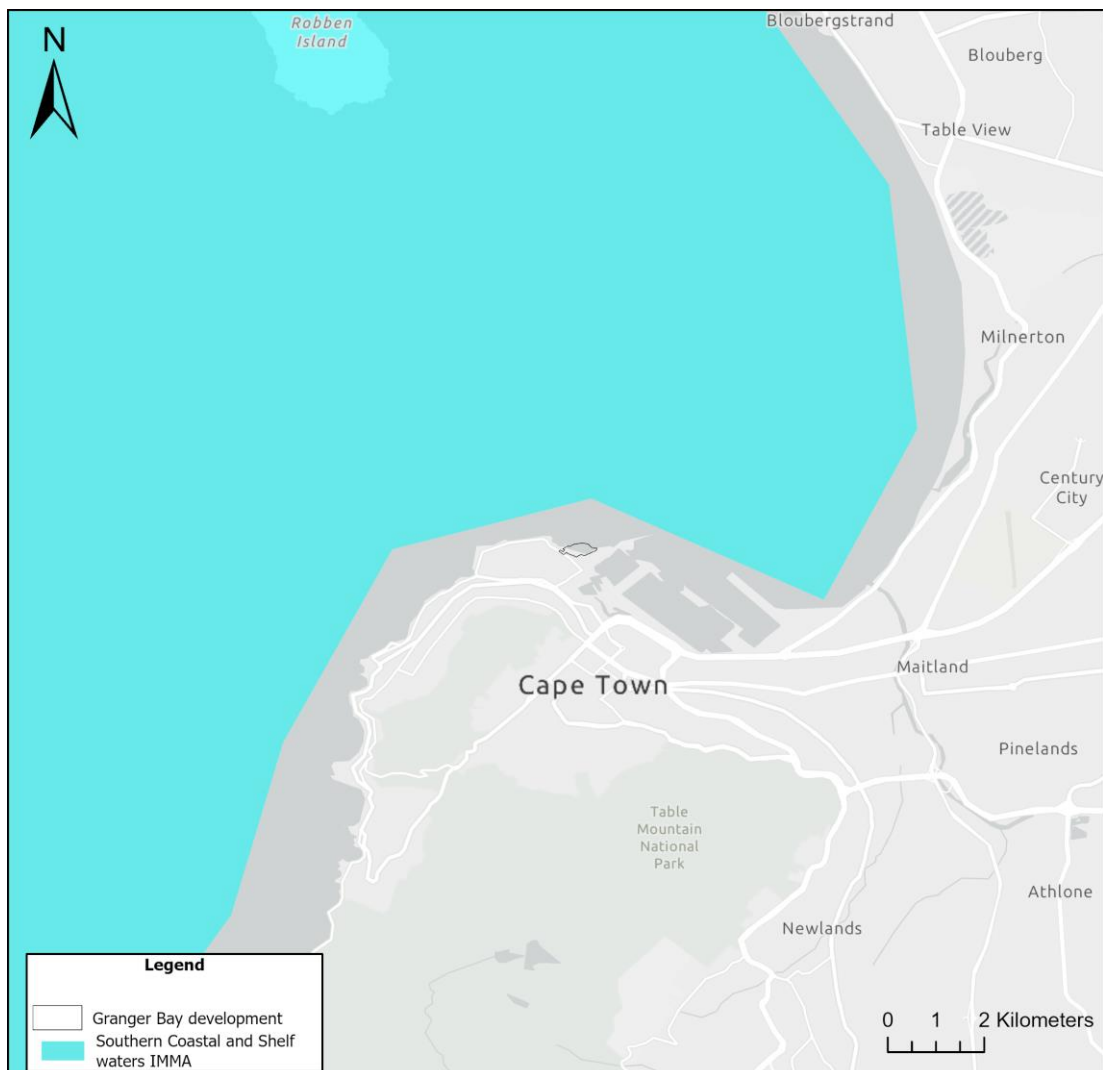 Robben
Island
Bloubergstrand
N
Blouberg
Table View
Milnerton
Century
City
Maitland
Cape Town
Pinelands
Table
Mountain
National
Park
Athlone
Newlands
Legend
Granger Bay development
Southern Coastal and Shelf
waters IMMA
0 1 2 Kilometers